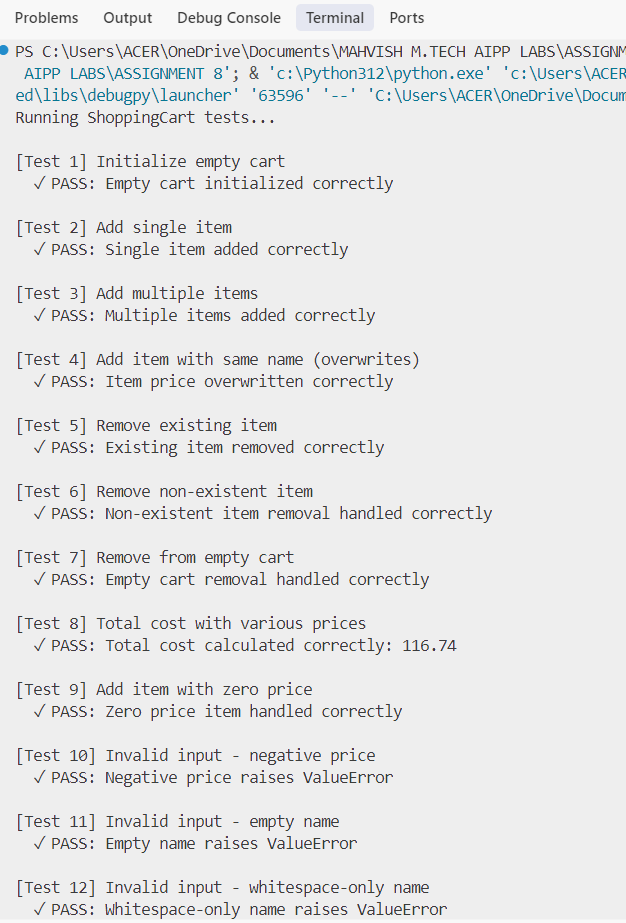 Problems Output Debug Console Terminal Ports
PS C:\Users\ACER\OneDrive\Documents\MAHVISH M.TECH AIPP LABS\ASSIGNM
AIPP LABS\ASSIGNMENT 8'; & 'c:\Python312\python.exe' 'c:\Users\ACER
ed\libs\debugpy\launcher' '63596' '--' 'C:\Users\ACER\OneDrive\Docum
Running ShoppingCart tests...
[Test 1] Initialize empty cart
✓ PASS: Empty cart initialized correctly
[Test 2] Add single item
✓ PASS: Single item added correctly
[Test 3] Add multiple items
✓ PASS: Multiple items added correctly
[Test 4] Add item with same name (overwrites)
✓ PASS: Item price overwritten correctly
[Test 5] Remove existing item
✓ PASS: Existing item removed correctly
[Test 6] Remove non-existent item
✓ PASS: Non-existent item removal handled correctly
[Test 7] Remove from empty cart
✓ PASS: Empty cart removal handled correctly
[Test 8] Total cost with various prices
✓ PASS: Total cost calculated correctly: 116.74
[Test 9] Add item with zero price
✓ PASS: Zero price item handled correctly
[Test 10] Invalid input - negative price
✓ PASS: Negative price raises ValueError
[Test 11] Invalid input - empty name
✓ PASS: Empty name raises ValueError
[Test 12] Invalid input - whitespace-only name
✓ PASS: Whitespace-only name raises ValueError